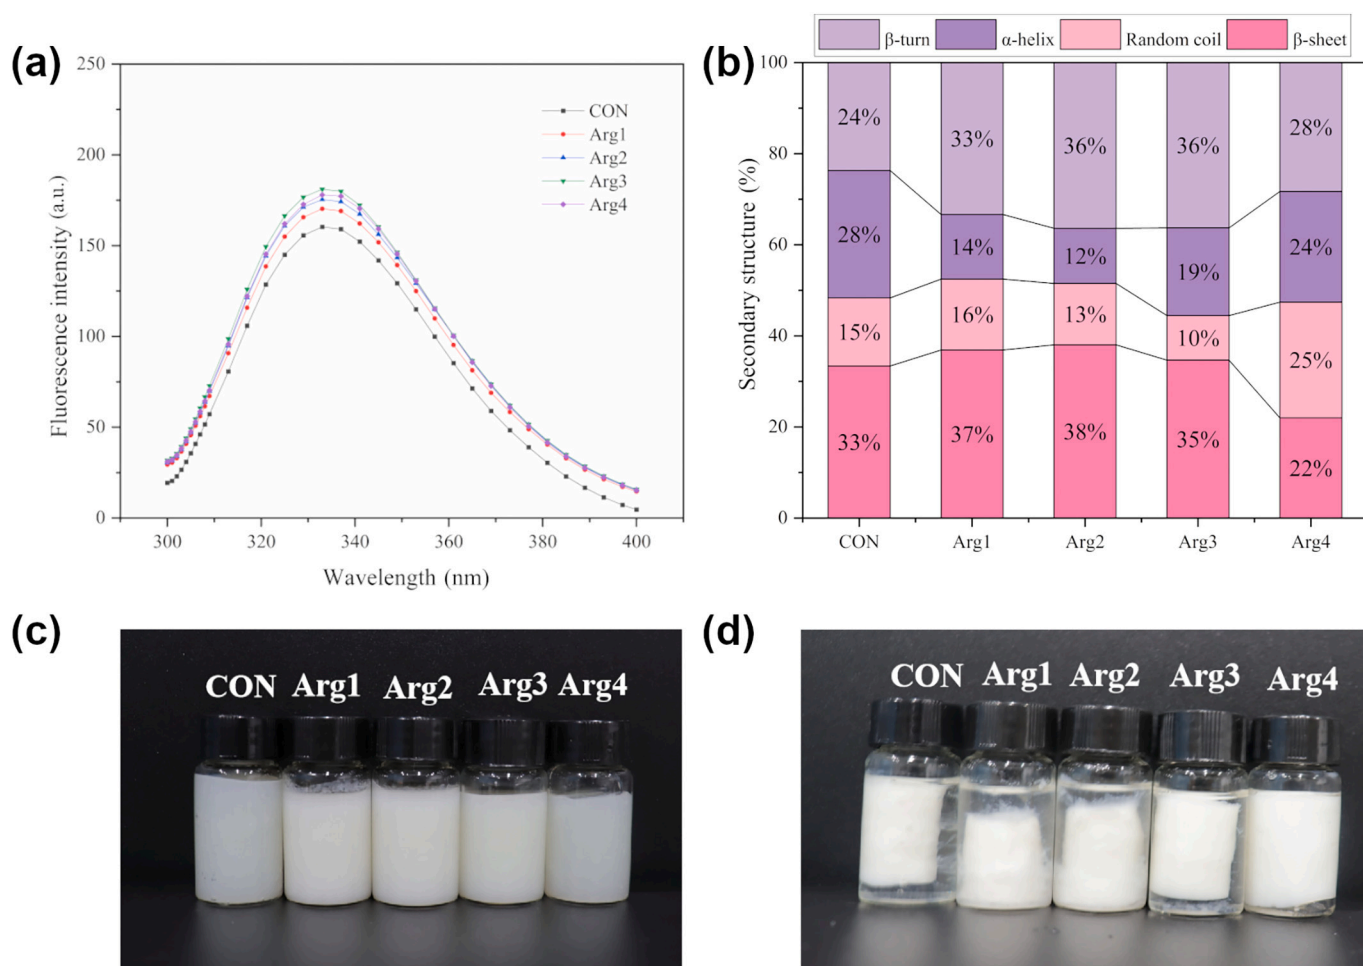 (a)
250
200
150
100
50
0
300
320
340
360
380
400
Fluorescence intensity (a.u.)
Wavelength (nm)
CON
Arg1
Arg2
Arg3
Arg4
(b)
β-turn α-helix Random coil β-sheet
100
80
60
40
20
0
Secondary structure (%)
24% 33% 36% 36% 28%
28% 14% 12% 19% 24%
15% 16% 13% 10% 25%
33% 37% 38% 35% 22%
CON Arg1 Arg2 Arg3 Arg4
(c)
CON Arg1 Arg2 Arg3 Arg4
(d)
CON Arg1 Arg2 Arg3 Arg4